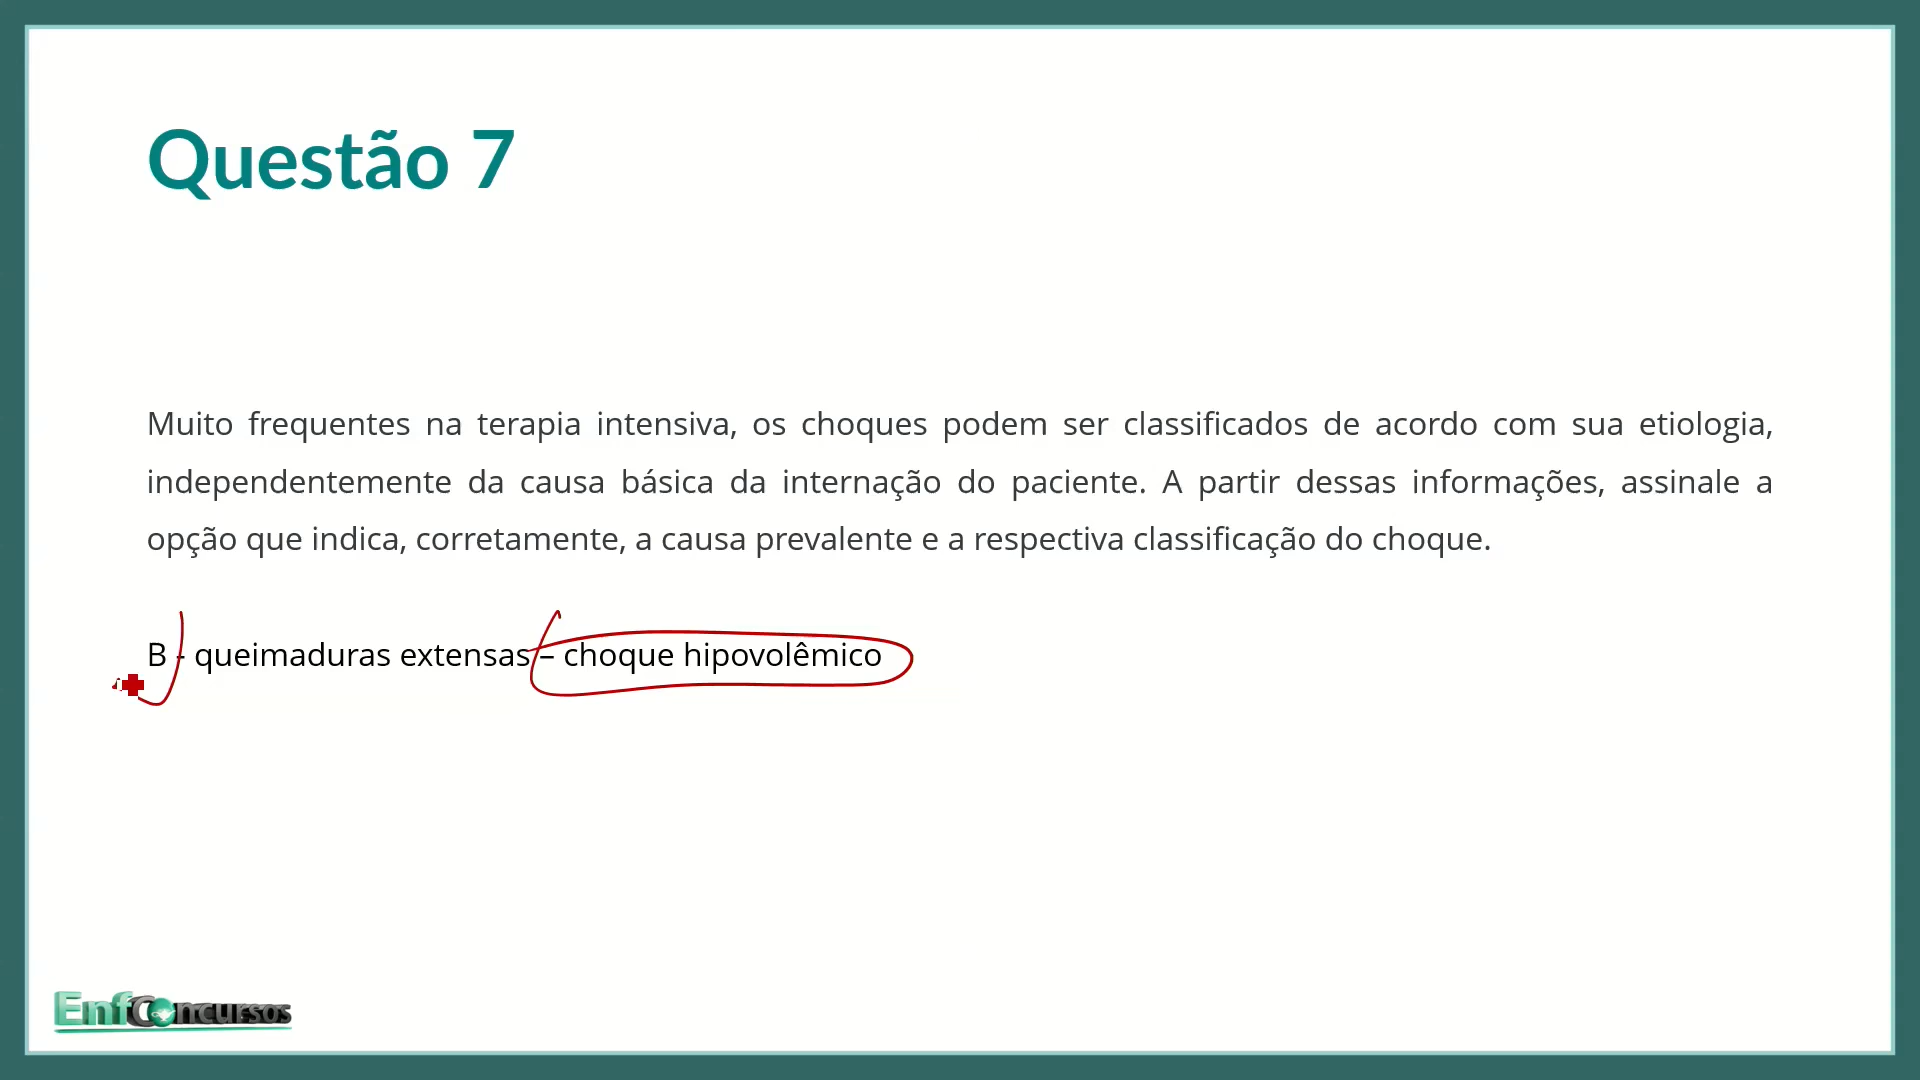 Questão 7
Muito frequentes na terapia intensiva, os choques podem ser classificados de acordo com sua etiologia,
independentemente da causa básica da internação do paciente. A partir dessas informações, assinale a
opção que indica, corretamente, a causa prevalente e a respectiva classificação do choque.
B - queimaduras extensas – choque hipovolêmico
EnfConcursos